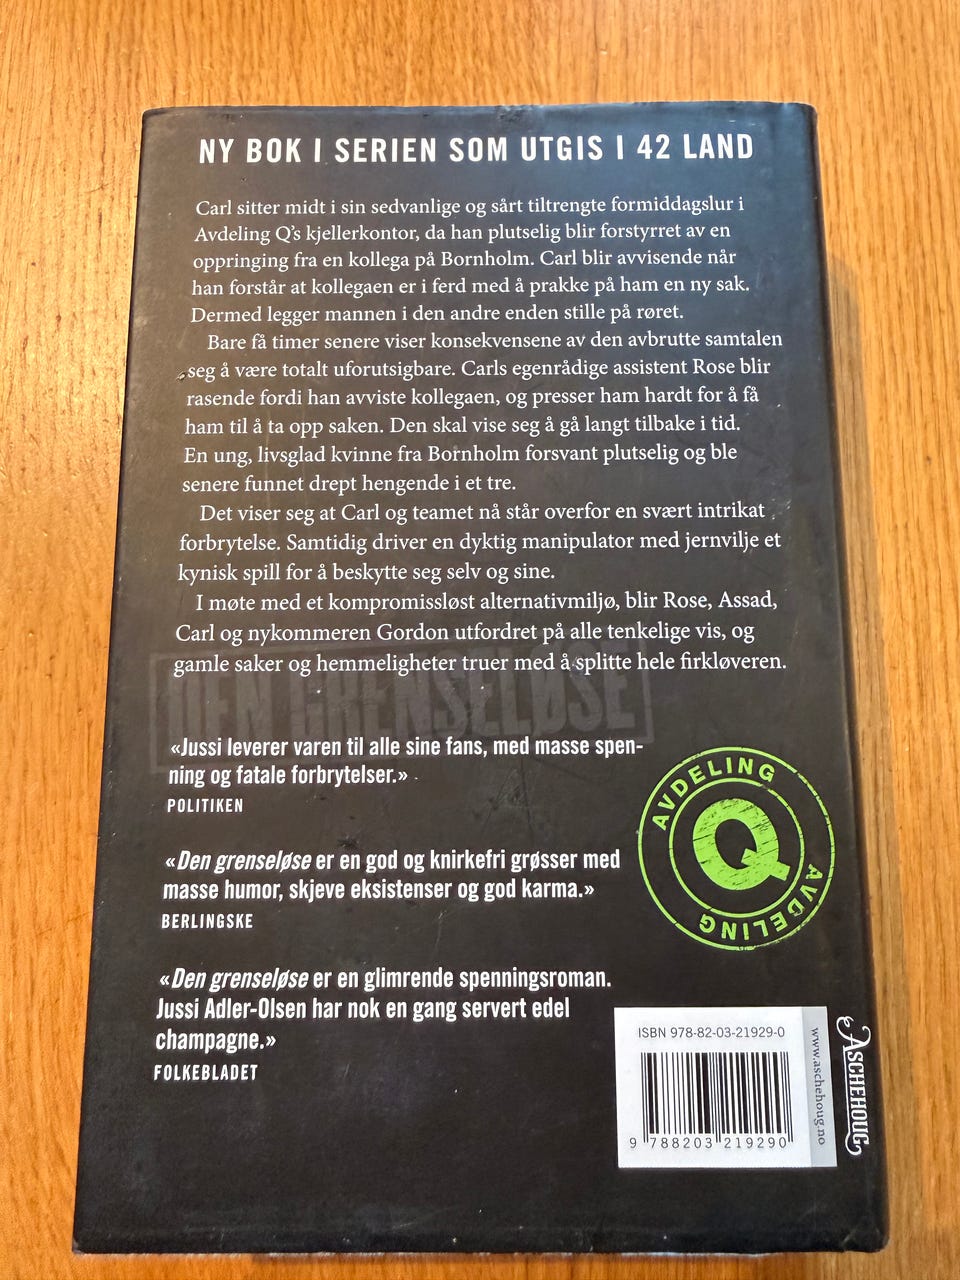 NY BOK I SERIEN SOM UTGIS I 42 LAND
Carl sitter midt i sin sedvanlige og sårt tiltrengte formiddagslur i
Avdeling Q's kjellerkontor, da han plutselig blir forstyrret av en
oppringing fra en kollega på Bornholm. Carl blir avvisende når
han forstår at kollegaen er i ferd med å prakke på ham en ny sak.
Dermed legger mannen i den andre enden stille på røret.
Bare få timer senere viser konsekvensene av den avbrutte samtalen
seg å være totalt uforutsigbare. Carls egenrådige assistent Rose blir
rasende fordi han avviste kollegaen, og presser ham hardt for å få
ham til å ta opp saken. Den skal vise seg å gå langt tilbake i tid.
En ung, livsglad kvinne fra Bornholm forsvant plutselig og ble
senere funnet drept hengende i et tre.
Det viser seg at Carl og teamet nå står overfor en svært intrikat
forbrytelse. Samtidig driver en dyktig manipulator med jernvilje et
kynisk spill for å beskytte seg selv og sine.
I møte med et kompromissløst alternativmiljø, blir Rose, Assad,
Carl og nykommeren Gordon utfordret på alle tenkelige vis, og
gamle saker og hemmeligheter truer med å splitte hele firkløveren.
DEN GRENSELØSE
«Jussi leverer varen til alle sine fans, med masse spen-
ning og fatale forbrytelser.»
POLITIKEN
«Den grenseløse er en god og knirkefri grøsser med
masse humor, skjeve eksistenser og god karma.»
BERLINGSKE
«Den grenseløse er en glimrende spenningsroman.
Jussi Adler-Olsen har nok en gang servert edel
champagne.»
FOLKEBLADET
AVDELING
Q
AVDELING
ISBN 978-82-03-21929-0
9 788203 219290
www.aschehoug.no
ASCHEHOUG